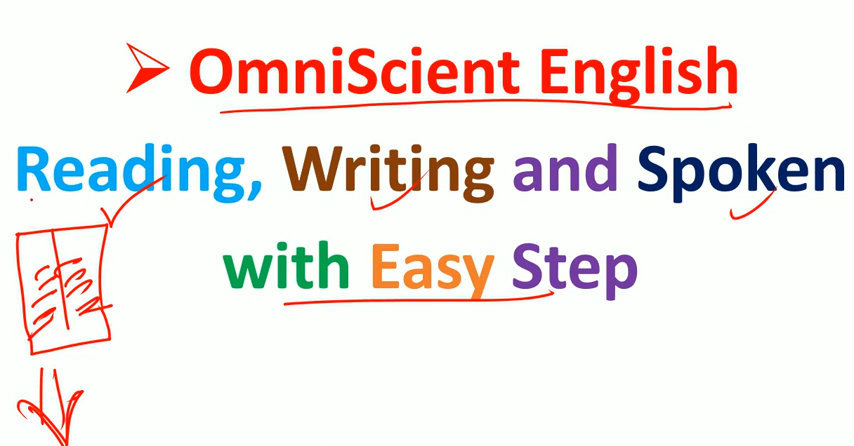 OmniScient English
Reading, Writing and Spoken
with Easy Step